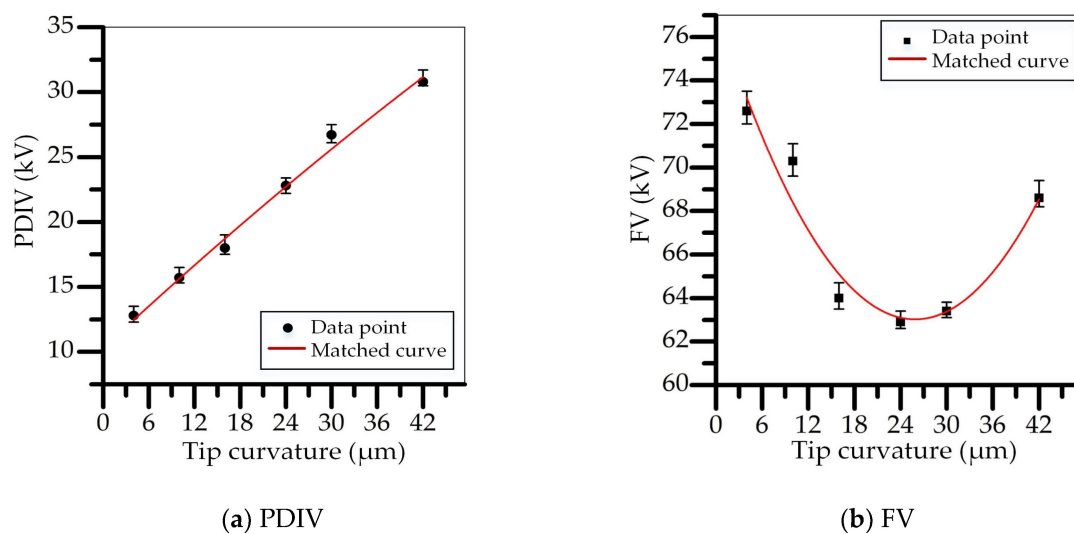 35
30
25
20
15
10
PDIV (kV)
Data point
Matched curve
0 6 12 18 24 30 36 42
Tip curvature (μm)
(a) PDIV
76
74
72
70
68
66
64
62
60
FV (kV)
Data point
Matched curve
0 6 12 18 24 30 36 42
Tip curvature (μm)
(b) FV